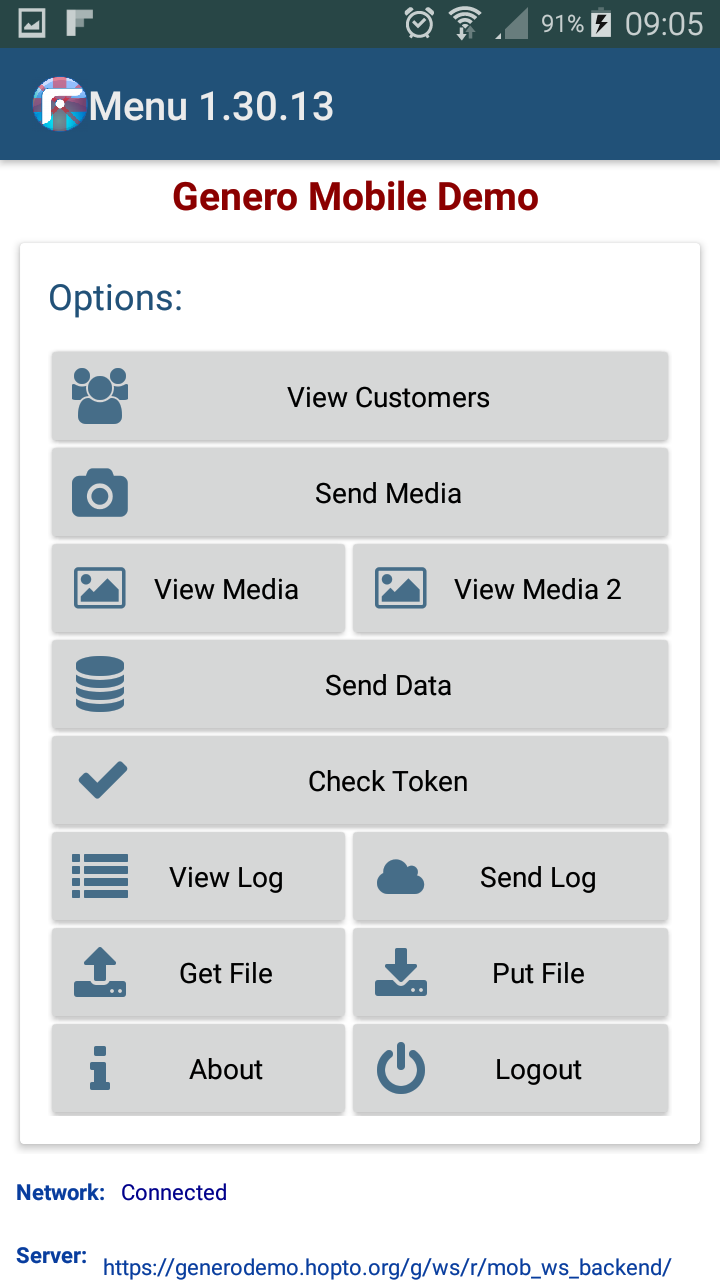 91% 09:05
Menu 1.30.13
Genero Mobile Demo
Options:
View Customers
Send Media
View Media View Media 2
Send Data
Check Token
View Log Send Log
Get File Put File
About Logout
Network: Connected
Server: https://generodemo.hopto.org/g/ws/r/mob_ws_backend/